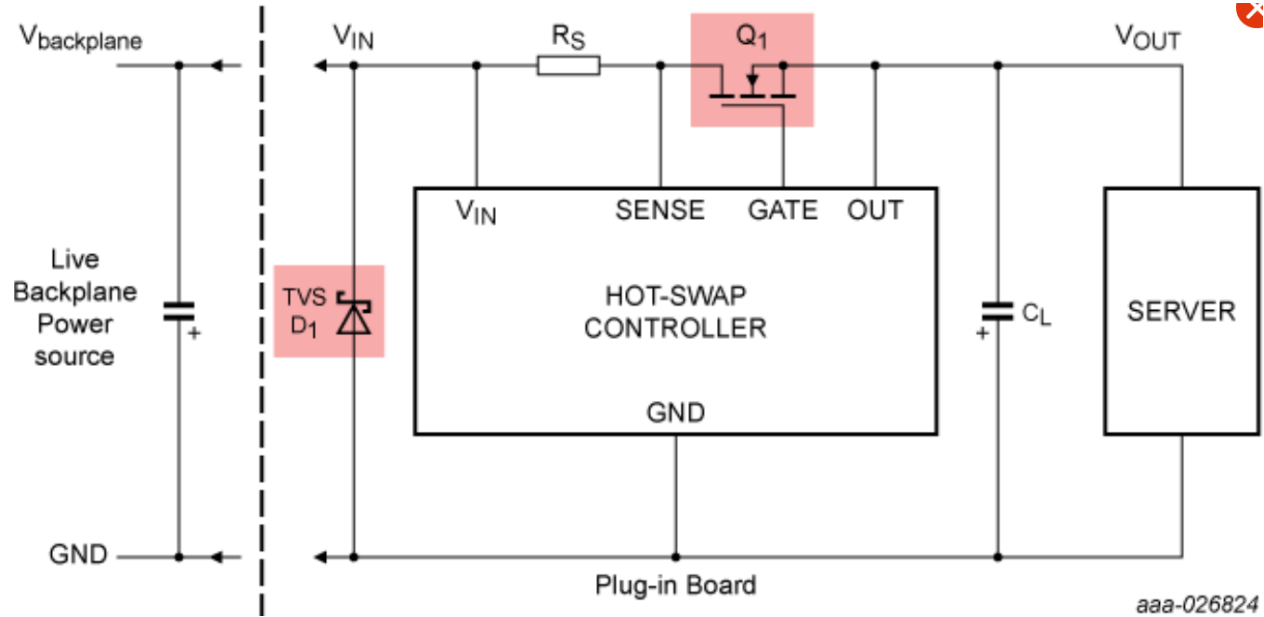 Vbackplane
VIN
RS
Q1
VOUT
VIN
SENSE
GATE
OUT
Live
Backplane
Power
source
+
TVS
D1
HOT-SWAP
CONTROLLER
+
CL
SERVER
GND
GND
Plug-in Board
aaa-026824